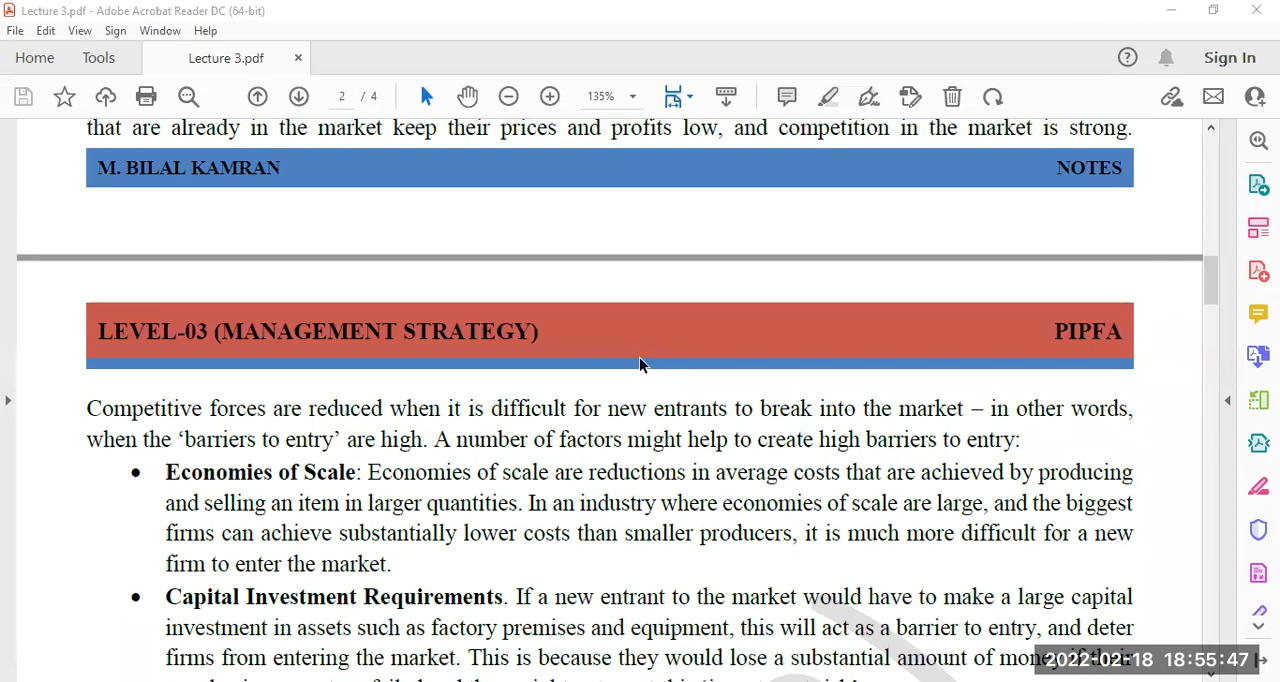 Lecture 3.pdf - Adobe Acrobat Reader DC (64-bit)
File Edit View Sign Window Help
Home Tools Lecture 3.pdf × Sign In
2 / 4 135%
that are already in the market keep their prices and profits low, and competition in the market is strong.
M. BILAL KAMRAN NOTES
LEVEL-03 (MANAGEMENT STRATEGY) PIPFA
Competitive forces are reduced when it is difficult for new entrants to break into the market – in other words,
when the ‘barriers to entry’ are high. A number of factors might help to create high barriers to entry:
• Economies of Scale: Economies of scale are reductions in average costs that are achieved by producing
and selling an item in larger quantities. In an industry where economies of scale are large, and the biggest
firms can achieve substantially lower costs than smaller producers, it is much more difficult for a new
firm to enter the market.
• Capital Investment Requirements. If a new entrant to the market would have to make a large capital
investment in assets such as factory premises and equipment, this will act as a barrier to entry, and deter
firms from entering the market. This is because they would lose a substantial amount of money if their
2022-02-18 18:55:47